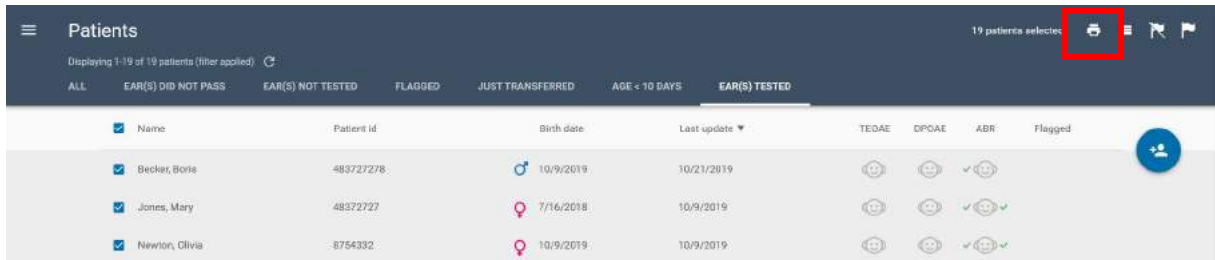 Patients
19 patients selected
Displaying 1-19 of 19 patients (filter applied)
ALL EAR(S) DID NOT PASS EAR(S) NOT TESTED FLAGGED JUST TRANSFERRED AGE < 10 DAYS EAR(S) TESTED
Name Patient id Birth date Last update ▼ TEOAE DPOAE ABR Flagged
Becker, Boris 483727278 10/9/2019 10/21/2019
Jones, Mary 48372727 7/16/2018 10/9/2019
Newton, Olivia 8754332 10/9/2019 10/9/2019